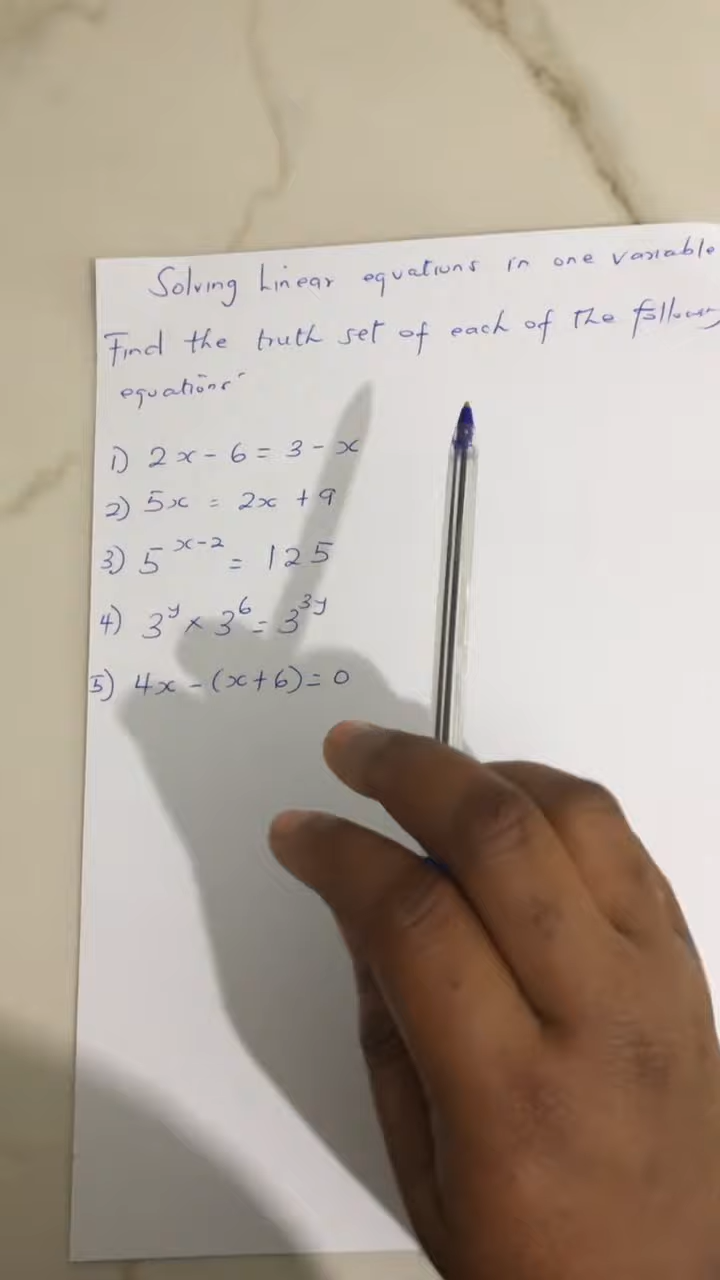 Solving Linear equations in one variable
Find the truth set of each of the
equations
1) 2x - 6 = 3 - x
2) 5x = 2x + 9
3) 5^{x-2} = 125
4) 3^y × 3^6 = 3^{3y}
5) 4x - (x+6) = 0